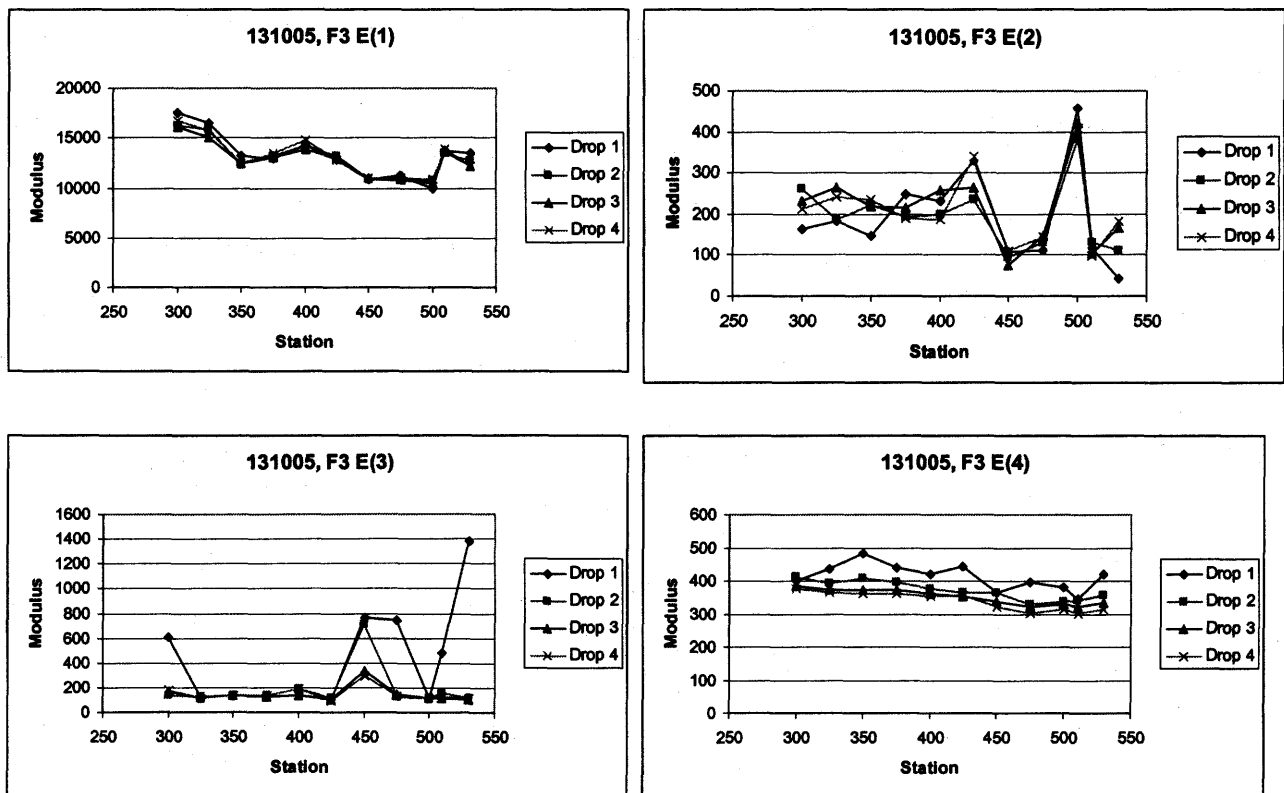 131005, F3 E(1)
20000
15000
10000
5000
0
Modulus
250 300 350 400 450 500 550
Station
Drop 1
Drop 2
Drop 3
Drop 4
131005, F3 E(2)
500
400
300
200
100
0
Modulus
250 300 350 400 450 500 550
Station
Drop 1
Drop 2
Drop 3
Drop 4
131005, F3 E(3)
1600
1400
1200
1000
800
600
400
200
0
Modulus
250 300 350 400 450 500 550
Station
Drop 1
Drop 2
Drop 3
Drop 4
131005, F3 E(4)
600
500
400
300
200
100
0
Modulus
250 300 350 400 450 500 550
Station
Drop 1
Drop 2
Drop 3
Drop 4